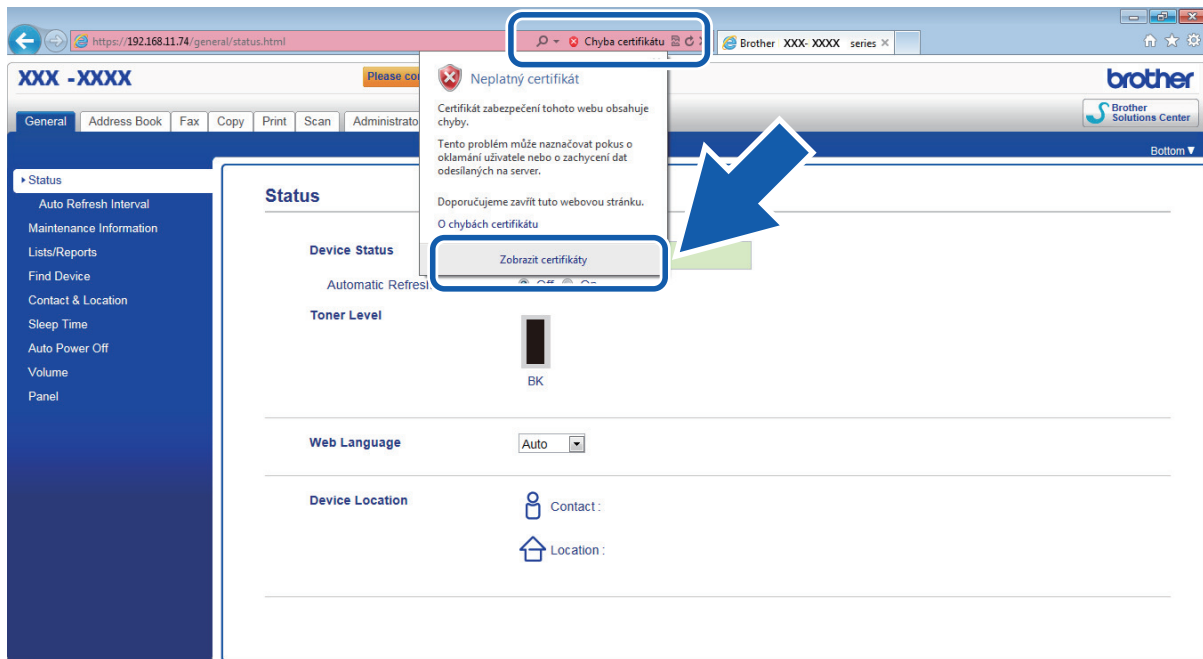 https://192.168.11.74/general/status.html
Chyba certifikátu
Brother XXX- XXXX series
XXX -XXXX
Please co
brother
Neplatný certifikát
Certifikát zabezpečení tohoto webu obsahuje
chyby.
Tento problém může naznačovat pokus o
oklamání uživatele nebo o zachycení dat
odesílaných na server.
Doporučujeme zavřít tuto webovou stránku.
O chybách certifikátu
Zobrazit certifikáty
General
Address Book
Fax
Copy
Print
Scan
Administrato
Brother
Solutions Center
Bottom▼
Status
Auto Refresh Interval
Maintenance Information
Lists/Reports
Find Device
Contact & Location
Sleep Time
Auto Power Off
Volume
Panel
Status
Device Status
Automatic Refresh
Off On
Toner Level
BK
Web Language
Auto
Device Location
Contact :
Location :